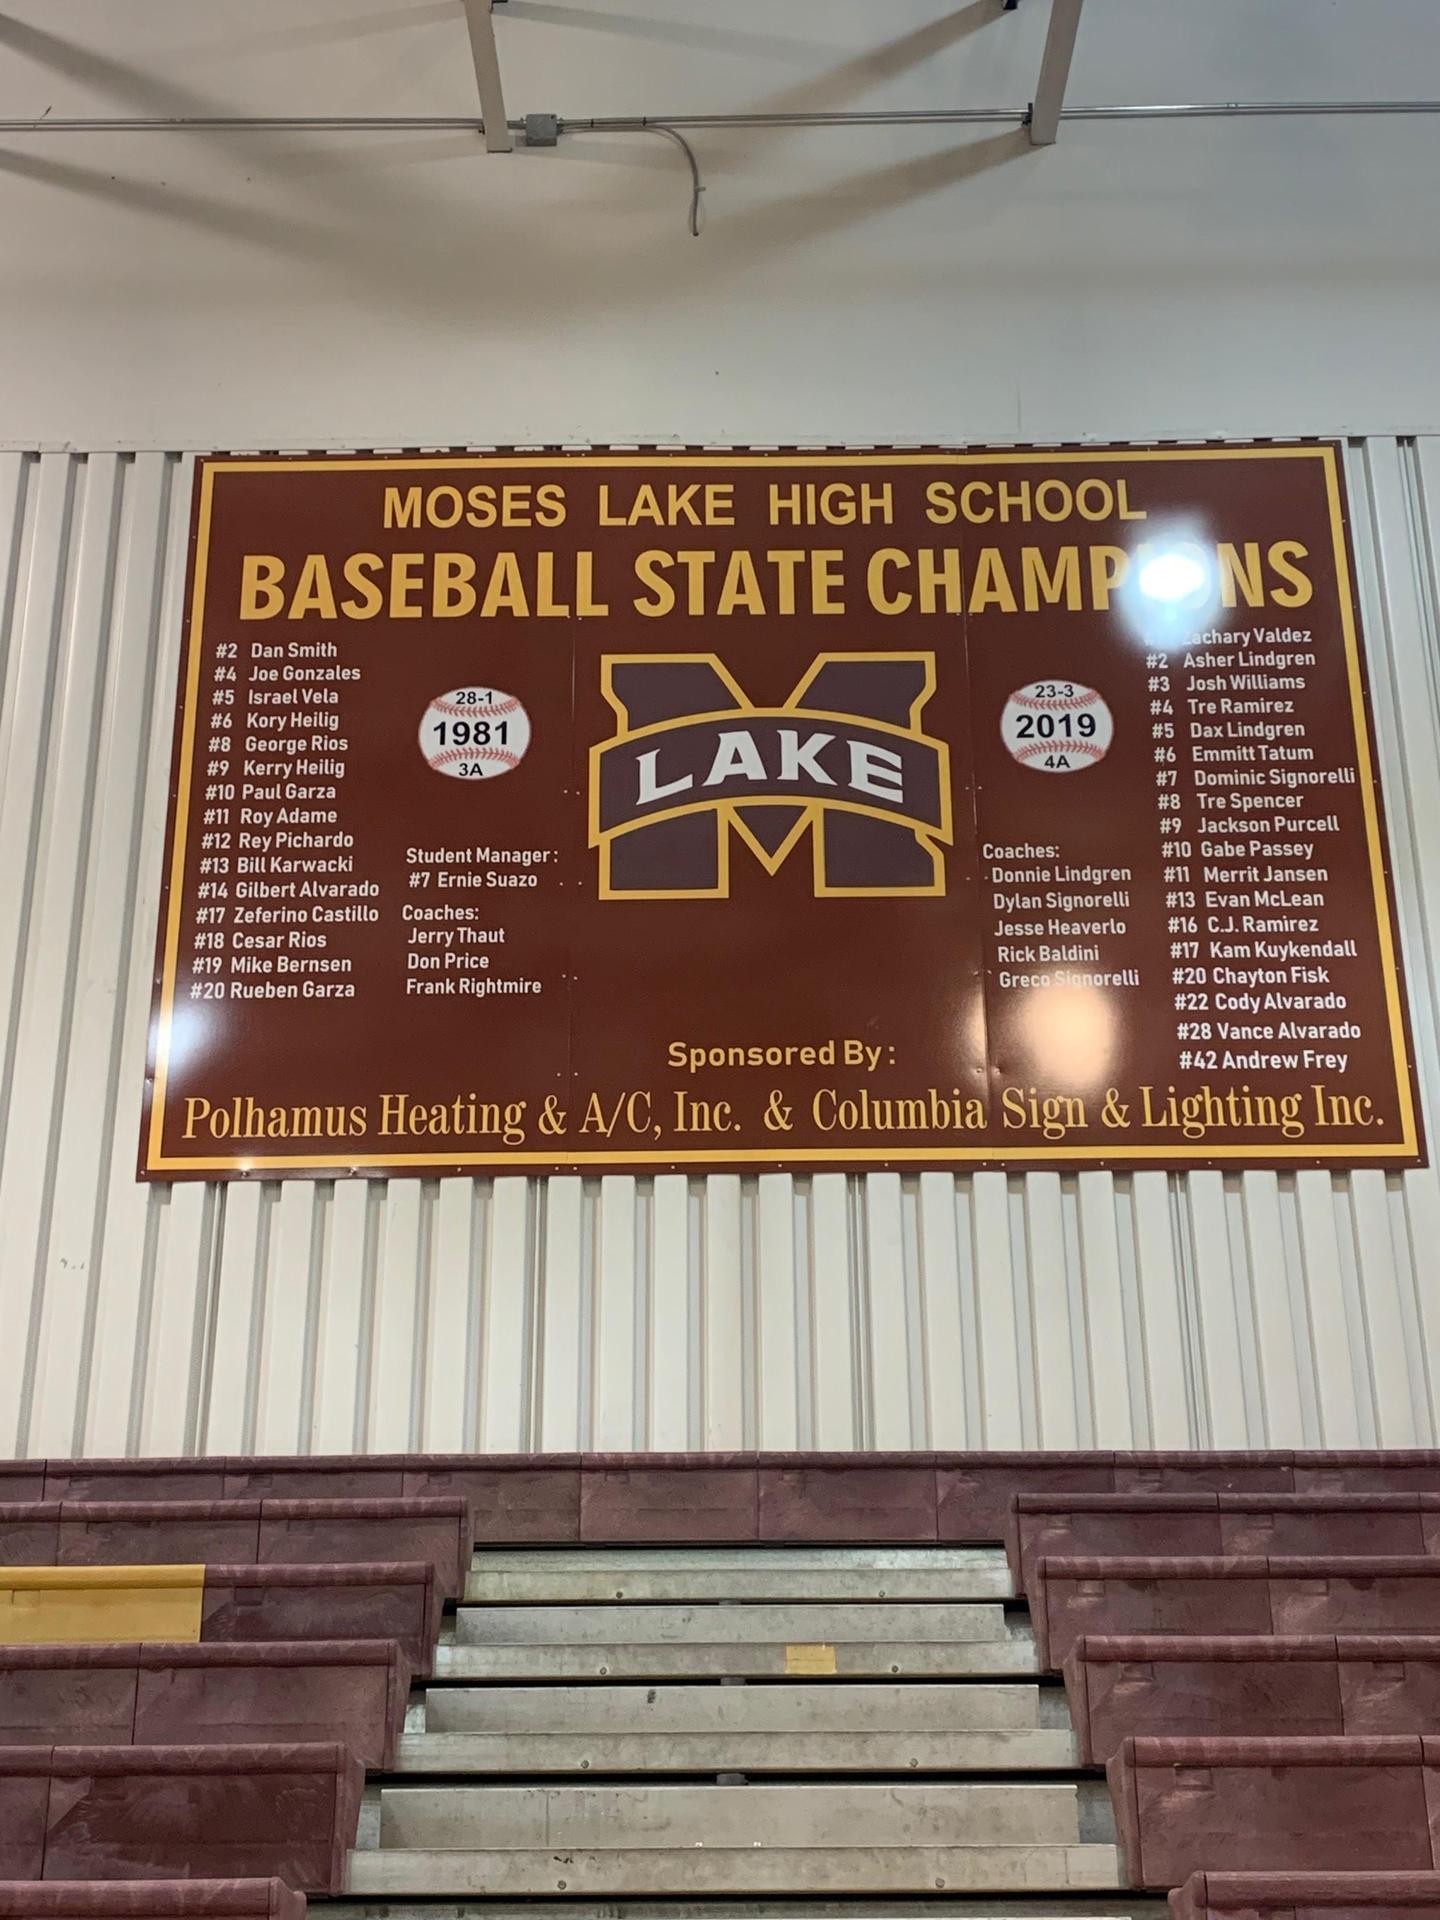 MOSES LAKE HIGH SCHOOL
BASEBALL STATE CHAMPIONS
#2 Dan Smith
#4 Joe Gonzales
#5 Israel Vela
#6 Kory Heilig
#8 George Rios
#9 Kerry Heilig
#10 Paul Garza
#11 Roy Adame
#12 Rey Pichardo
#13 Bill Karwacki
#14 Gilbert Alvarado
#17 Zeferino Castillo
#18 Cesar Rios
#19 Mike Bernsen
#20 Rueben Garza
28-1
1981
3A
Student Manager:
#7 Ernie Suazo
Coaches:
Jerry Thaut
Don Price
Frank Rightmire
M
LAKE
23-3
2019
4A
Coaches:
Donnie Lindgren
Dylan Signorelli
Jesse Heaverlo
Rick Baldini
Greco Signorelli
Zachary Valdez
#2 Asher Lindgren
#3 Josh Williams
#4 Tre Ramirez
#5 Dax Lindgren
#6 Emmitt Tatum
#7 Dominic Signorelli
#8 Tre Spencer
#9 Jackson Purcell
#10 Gabe Passey
#11 Merrit Jansen
#13 Evan McLean
#16 C.J. Ramirez
#17 Kam Kuykendall
#20 Chayton Fisk
#22 Cody Alvarado
#28 Vance Alvarado
#42 Andrew Frey
Sponsored By:
Polhamus Heating & A/C, Inc. & Columbia Sign & Lighting Inc.